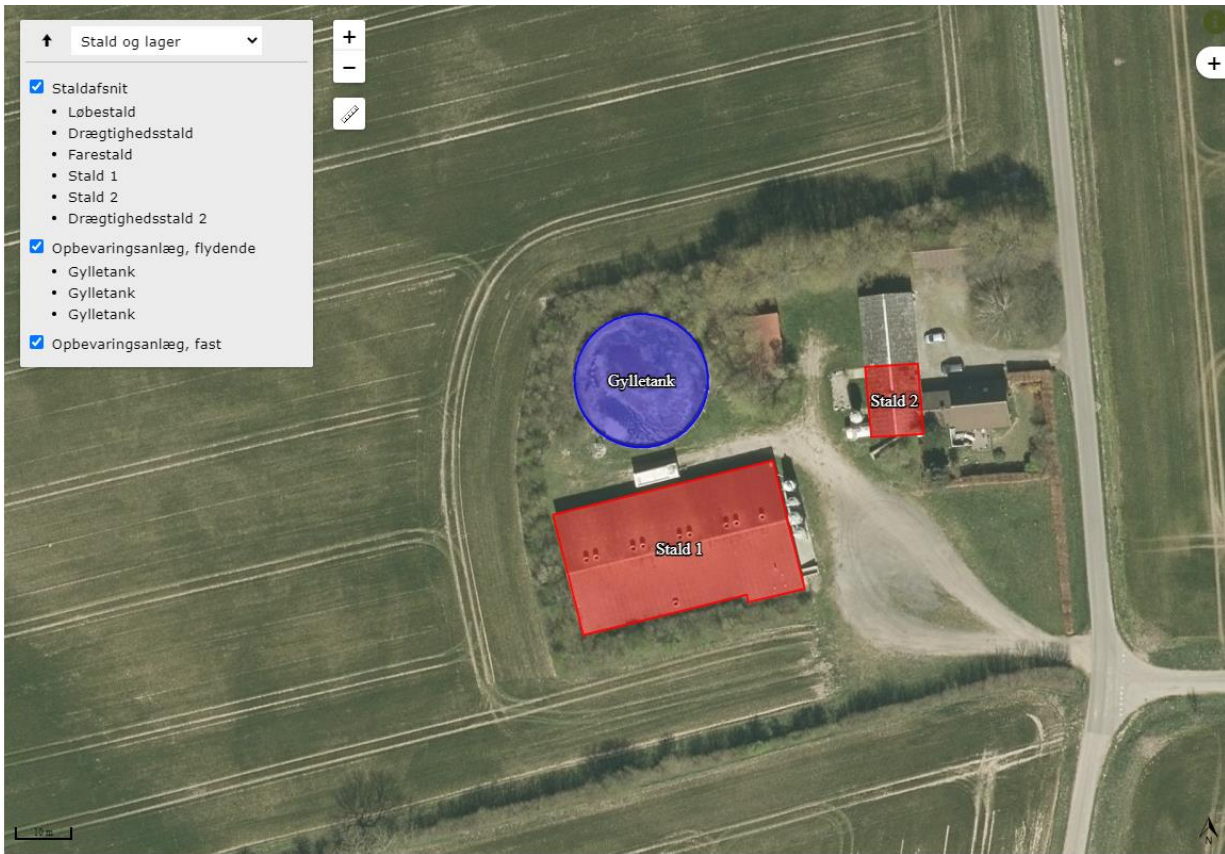 Stald og lager
Staldafsnit
Løbestald
Drægtighedsstald
Farestald
Stald 1
Stald 2
Drægtighedsstald 2
Opbevaringsanlæg, flydende
Gylletank
Gylletank
Gylletank
Opbevaringsanlæg, fast
Gylletank
Stald 2
Stald 1
10 m
N